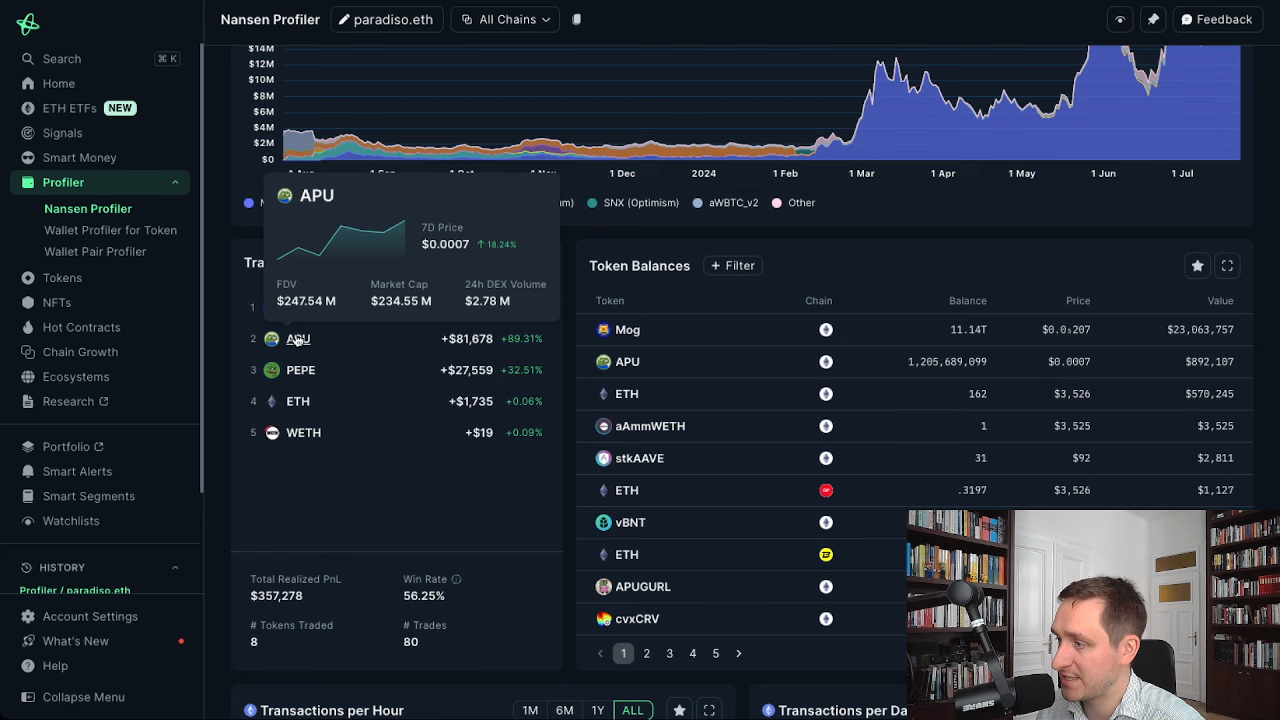 Nansen Profiler
paradiso.eth
All Chains
Feedback
Search
⌘ K
Home
ETH ETFs NEW
Signals
Smart Money
Profiler
Nansen Profiler
Wallet Profiler for Token
Wallet Pair Profiler
Tokens
NFTs
Hot Contracts
Chain Growth
Ecosystems
Research
Portfolio
Smart Alerts
Smart Segments
Watchlists
HISTORY
Profiler / paradiso.eth
Account Settings
What's New
Help
Collapse Menu
$14M
$12M
$10M
$8M
$6M
$4M
$2M
$0
1 Dec
2024
1 Feb
1 Mar
1 Apr
1 May
1 Jun
1 Jul
SNX (Optimism)
aWBTC_v2
Other
APU
7D Price
$0.0007 ↑ 18.24%
FDV
$247.54 M
Market Cap
$234.55 M
24h DEX Volume
$2.78 M
1
2 APU +$81,678 +89.31%
3 PEPE +$27,559 +32.51%
4 ETH +$1,735 +0.06%
5 WETH +$19 +0.09%
Total Realized PnL
$357,278
Win Rate
56.25%
# Tokens Traded
8
# Trades
80
Token Balances
+ Filter
Token Chain Balance Price Value
Mog 11.14T $0.0₅207 $23,063,757
APU 1,205,689,099 $0.0007 $892,107
ETH 162 $3,526 $570,245
aAmmWETH 1 $3,525 $3,525
stkAAVE 31 $92 $2,811
ETH .3197 $3,526 $1,127
vBNT
ETH
APUGURL
cvxCRV
1 2 3 4 5
Transactions per Hour
1M 6M 1Y ALL